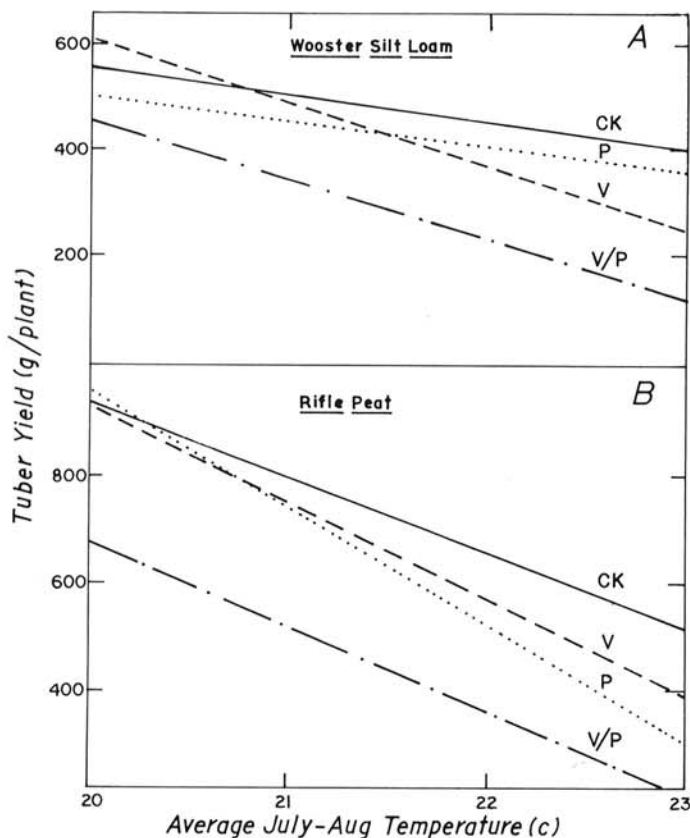 Wooster Silt Loam
A
600
400
200
CK
P
V
V/P
Rifle Peat
B
800
600
400
CK
V
P
V/P
Tuber Yield (g/plant)
20
21
22
23
Average July-Aug Temperature (c)